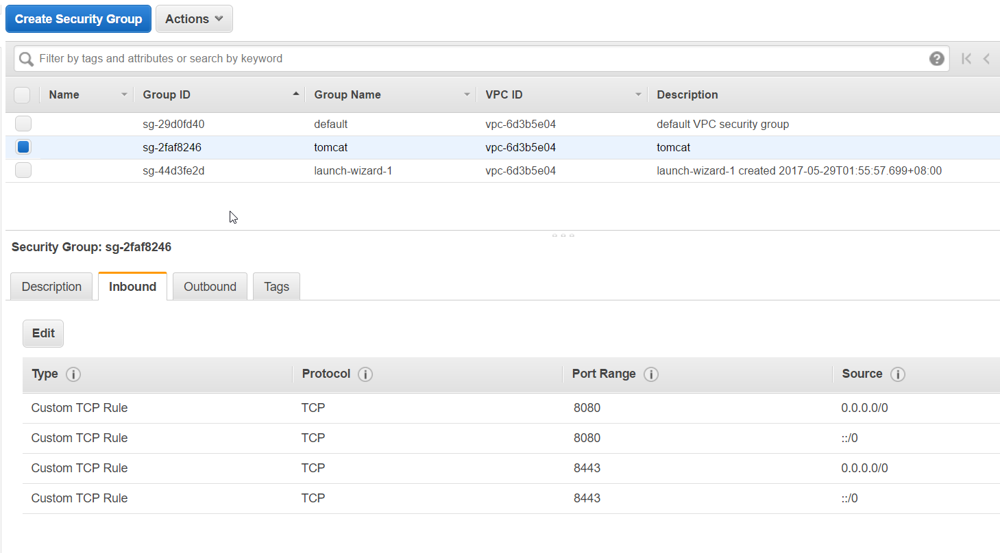 Create Security Group Actions
Filter by tags and attributes or search by keyword
Name Group ID Group Name VPC ID Description
sg-29d0fd40 default vpc-6d3b5e04 default VPC security group
sg-2faf8246 tomcat vpc-6d3b5e04 tomcat
sg-44d3fe2d launch-wizard-1 vpc-6d3b5e04 launch-wizard-1 created 2017-05-29T01:55:57.699+08:00
Security Group: sg-2faf8246
Description Inbound Outbound Tags
Edit
Type Protocol Port Range Source
Custom TCP Rule TCP 8080 0.0.0.0/0
Custom TCP Rule TCP 8080 ::/0
Custom TCP Rule TCP 8443 0.0.0.0/0
Custom TCP Rule TCP 8443 ::/0